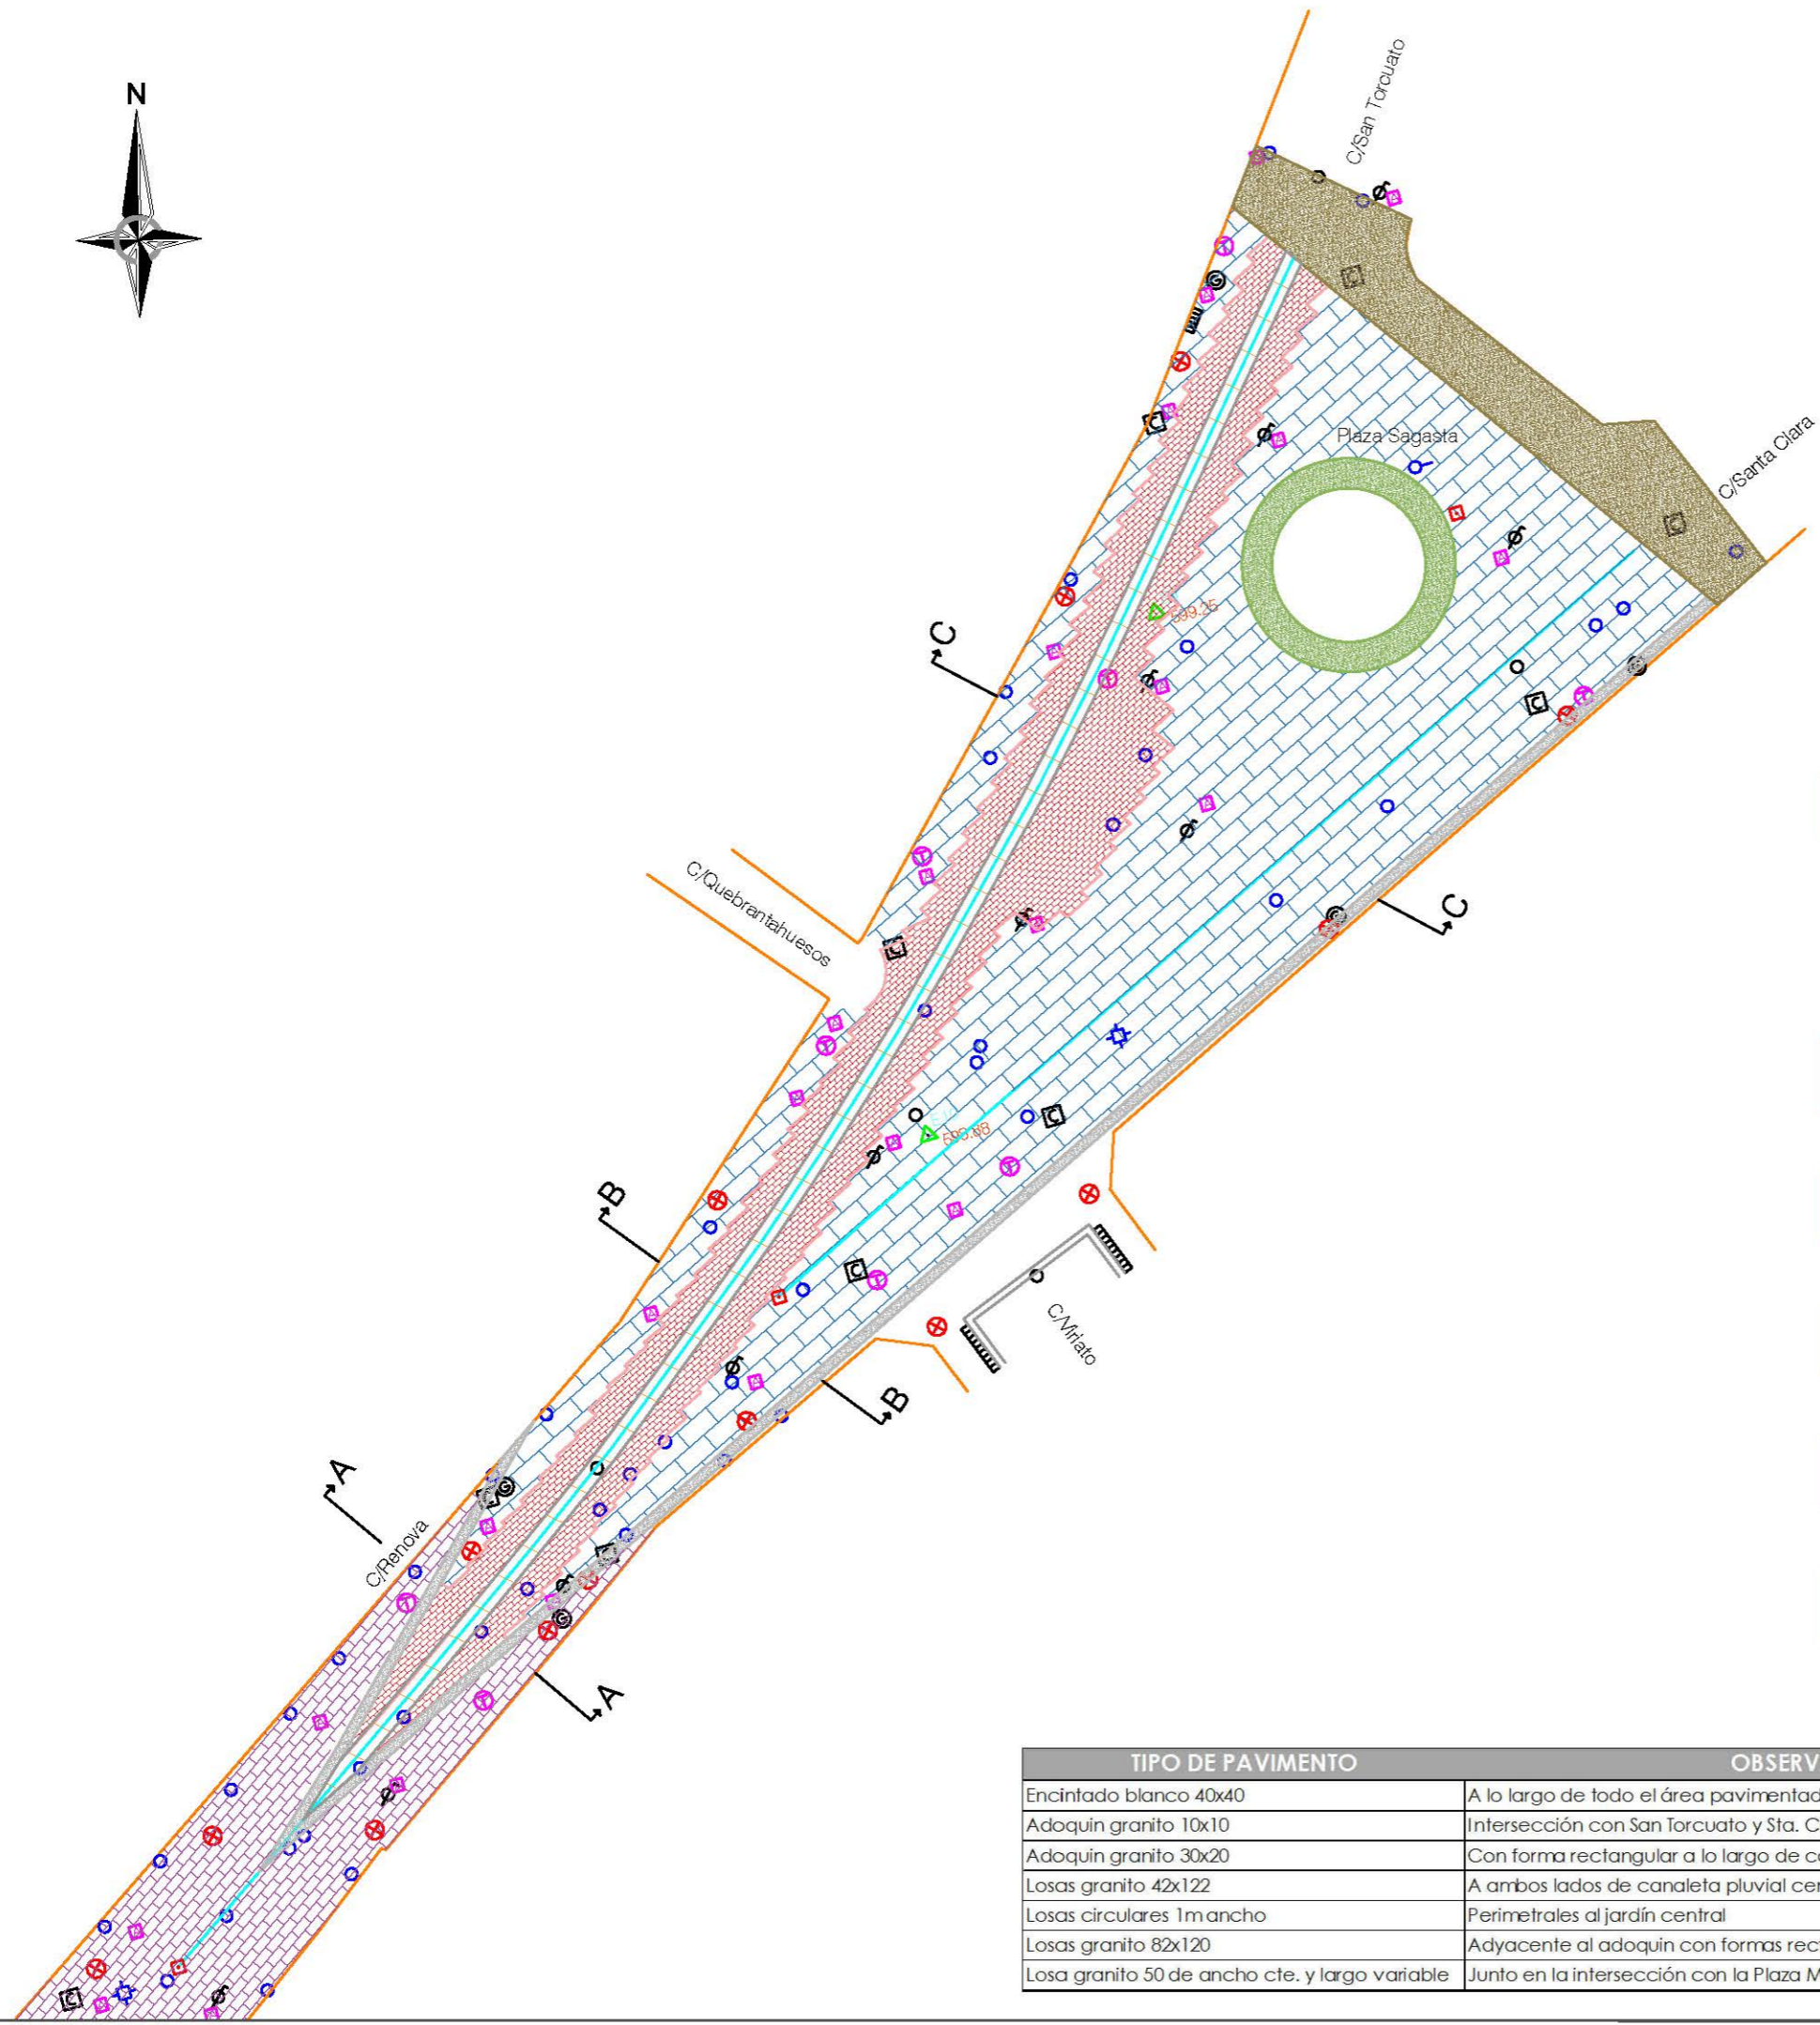 N
C/San Torcuato
Plaza Sagasta
C/Santa Clara
599.25
C
C/Quebrantahuesos
C
B
C/Viriato
B
A
C/Renova
A
TIPO DE PAVIMENTO OBSERV
Encintado blanco 40x40 A lo largo de todo el área pavimentad
Adoquin granito 10x10 Intersección con San Torcuato y Sta. C
Adoquin granito 30x20 Con forma rectangular a lo largo de c
Losas granito 42x122 A ambos lados de canaleta pluvial cen
Losas circulares 1m ancho Perimetrales al jardín central
Losas granito 82x120 Adyacente al adoquin con formas rec
Losa granito 50 de ancho cte. y largo variable Junto en la intersección con la Plaza M